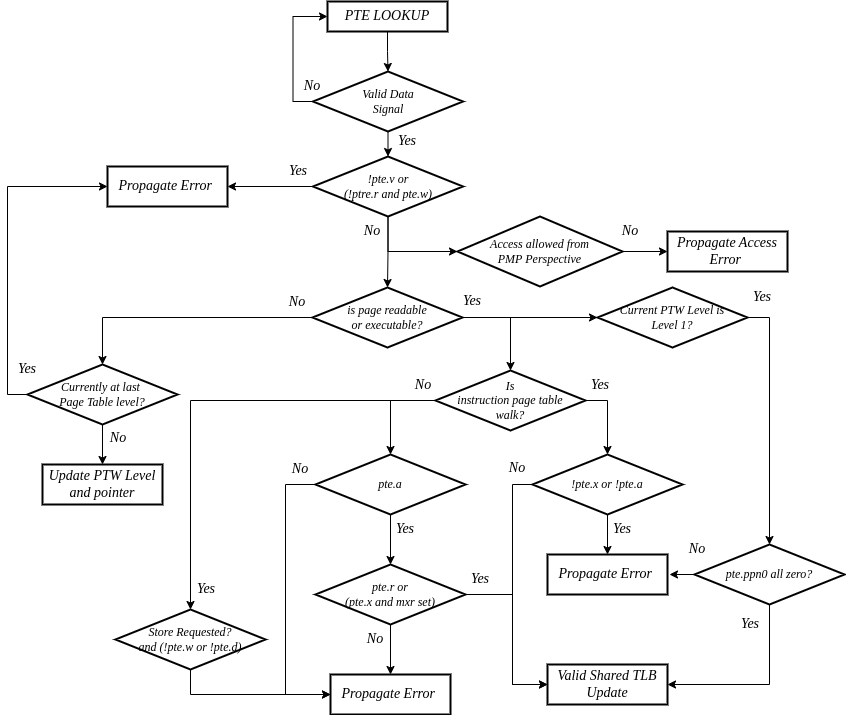 PTE LOOKUP
No
Valid Data
Signal
Yes
Yes
Propagate Error
!pte.v or
(!ptre.r and pte.w)
No
Access allowed from
PMP Perspective
No
Propagate Access
Error
No
is page readable
or executable?
Yes
Current PTW Level is
Level 1?
Yes
Yes
Currently at last
Page Table level?
No
Update PTW Level
and pointer
No
Is
instruction page table
walk?
Yes
No
pte.a
Yes
No
!pte.x or !pte.a
Yes
Propagate Error
No
pte.ppn0 all zero?
Yes
pte.r or
(pte.x and mxr set)
Yes
No
Yes
Store Requested?
and (!pte.w or !pte.d)
Propagate Error
Valid Shared TLB
Update